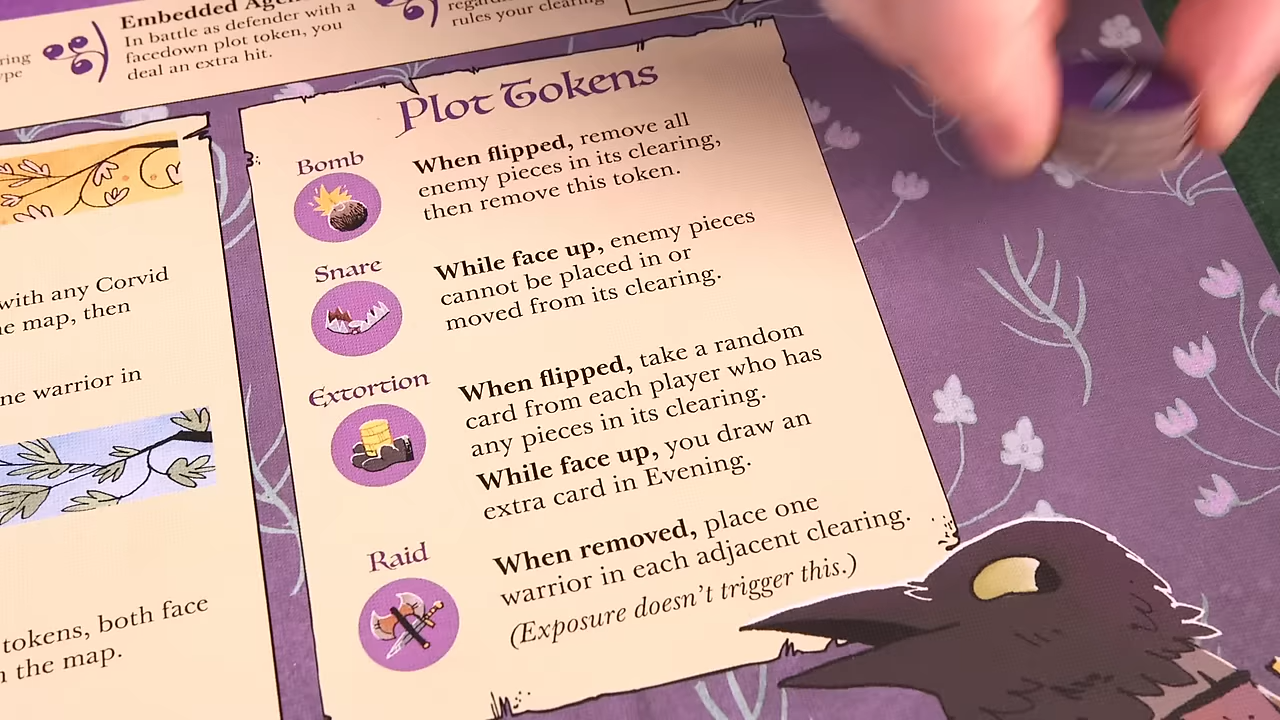 Embedded
In battle as defender with a
facedown plot token, you
deal an extra hit.
rules your clearing
with any Corvid
map, then
warrior in
tokens, both face
the map.
Plot Tokens
Bomb
When flipped, remove all
enemy pieces in its clearing,
then remove this token.
Snare
While face up, enemy pieces
cannot be placed in or
moved from its clearing.
Extortion
When flipped, take a random
card from each player who has
any pieces in its clearing.
While face up, you draw an
extra card in Evening.
Raid
When removed, place one
warrior in each adjacent clearing.
(Exposure doesn't trigger this.)